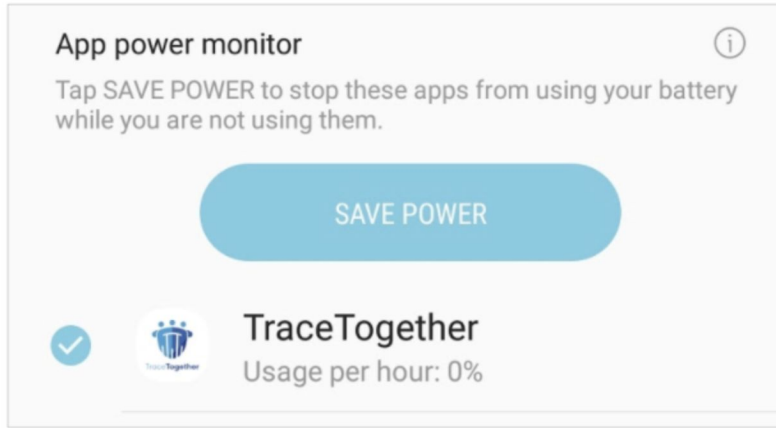 App power monitor
Tap SAVE POWER to stop these apps from using your battery
while you are not using them.
SAVE POWER
TraceTogether
TraceTogether
Usage per hour: 0%